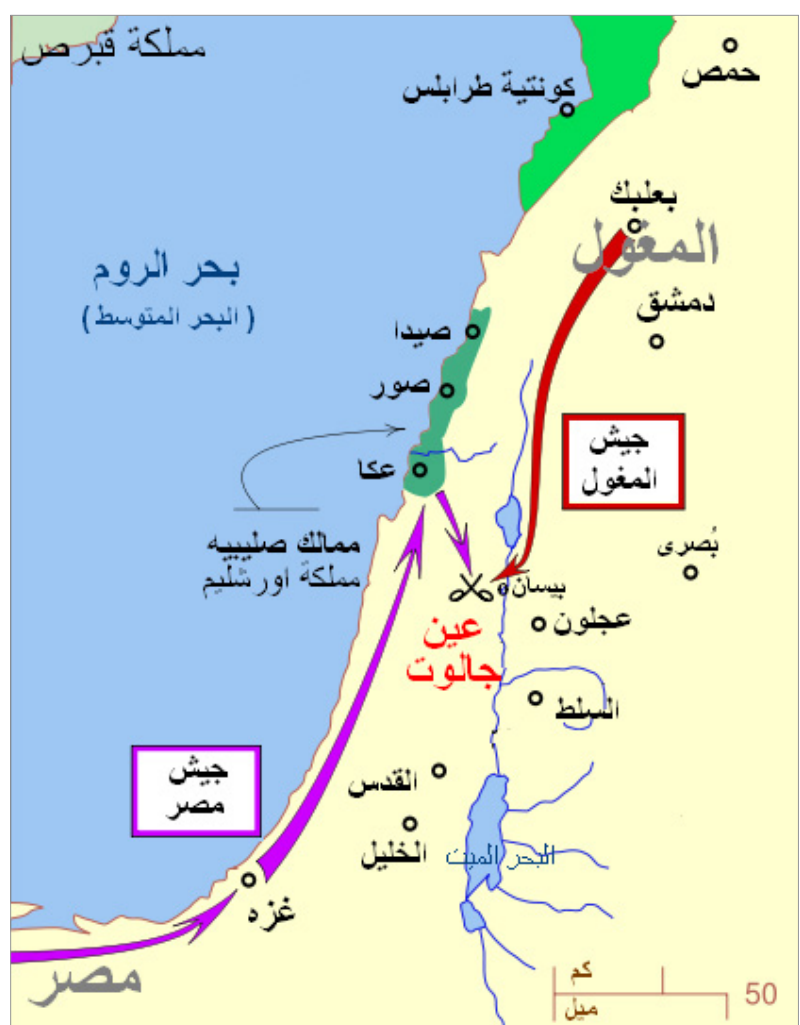 مملكة قبرص
حمص
كونتية طرابلس
بعلبك
المغول
بحر الروم
(البحر المتوسط)
دمشق
صيدا
صور
جيش
المغول
عكا
ممالك صليبيه
مملكة اورشليم
بُصرى
بيسان
عجلون
عين
جالوت
السلط
جيش
مصر
القدس
الخليل
البحر الميت
غزه
مصر
كم
50
ميل